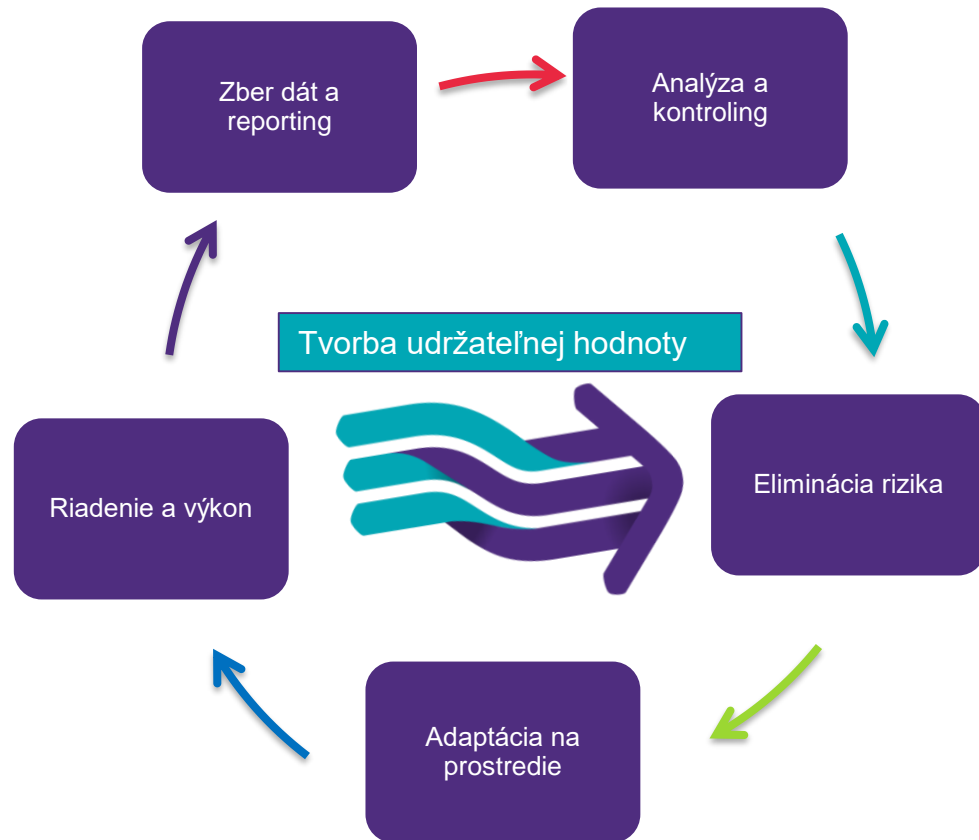 Zber dát a
reporting
Analýza a
kontroling
Tvorba udržateľnej hodnoty
Riadenie a výkon
Eliminácia rizika
Adaptácia na
prostredie